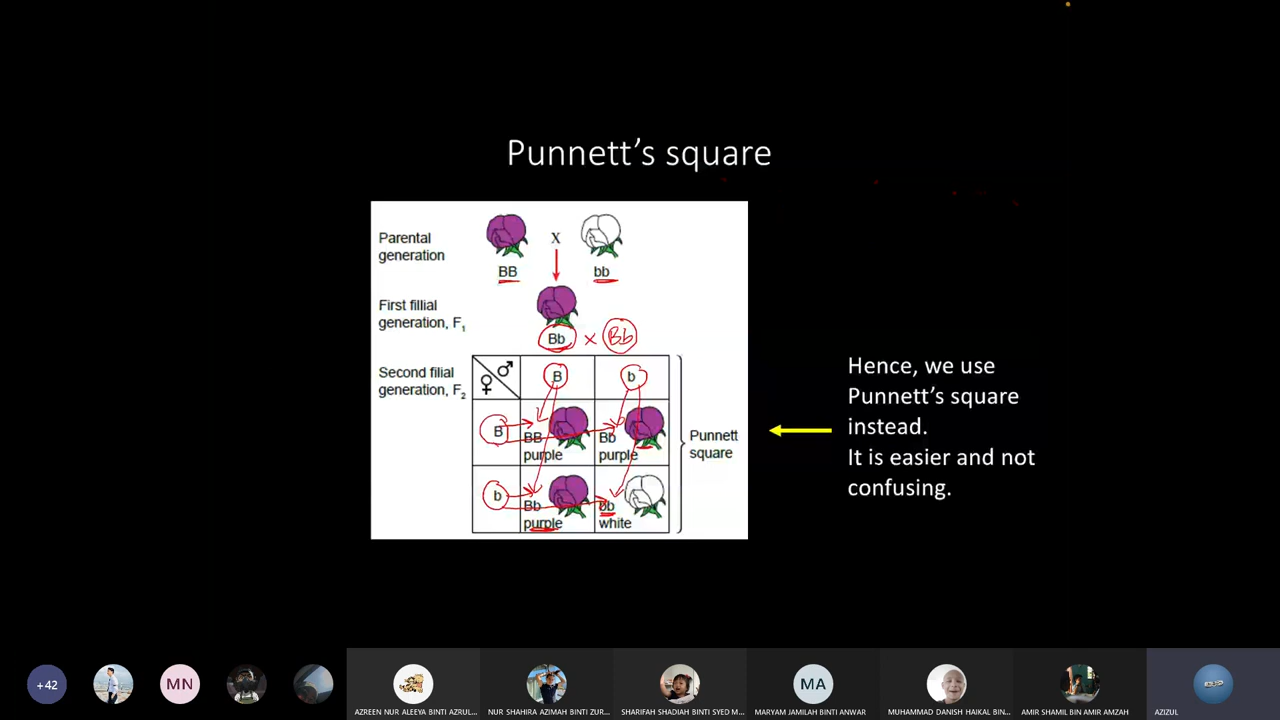 Punnett’s square
Parental
generation
X
BB
bb
First fillial
generation, F1
Bb x Bb
Second filial
generation, F2
♂
♀
B
b
B
BB
purple
Bb
purple
b
Bb
purple
bb
white
Punnett
square
Hence, we use
Punnett’s square
instead.
It is easier and not
confusing.
+42
MN
MA
AZREEN NUR ALEEYA BINTI AZRUL...
NUR SHAHIRA AZIMAH BINTI ZUR...
SHARIFAH SHADIAH BINTI SYED M...
MARYAM JAMILAH BINTI ANWAR
MUHAMMAD DANISH HAIKAL BIN...
AMIR SHAMIL BIN AMIR AMZAH
AZIZUL